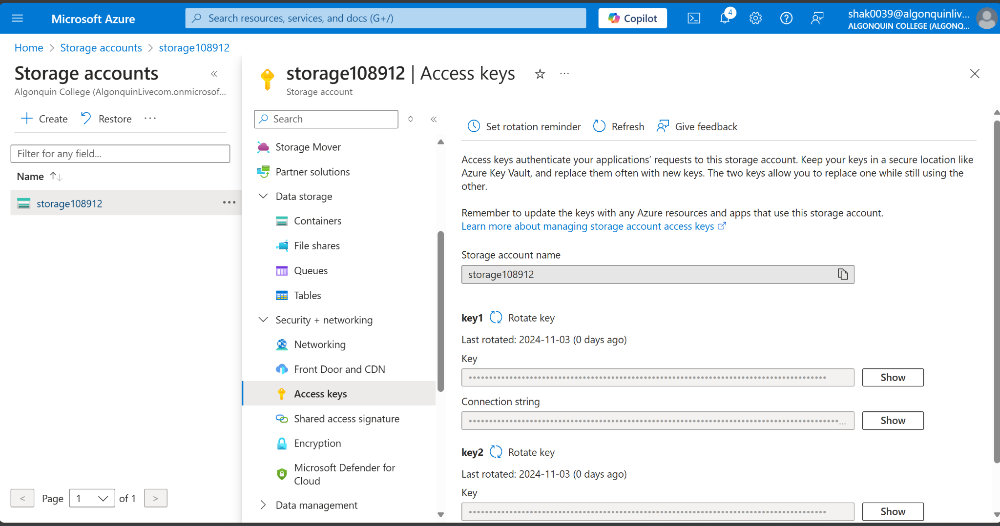 Microsoft Azure
Search resources, services, and docs (G+/)
Copilot
4
shak0039@algonquinliv...
ALGONQUIN COLLEGE (ALGONQ...
Home > Storage accounts > storage108912
Storage accounts
Algonquin College (AlgonquinLivecom.onmicrosof...
Create
Restore
Filter for any field...
Name
storage108912
Page 1 of 1
storage108912 | Access keys
Storage account
Search
Storage Mover
Partner solutions
Data storage
Containers
File shares
Queues
Tables
Security + networking
Networking
Front Door and CDN
Access keys
Shared access signature
Encryption
Microsoft Defender for
Cloud
Data management
Set rotation reminder
Refresh
Give feedback
Access keys authenticate your applications’ requests to this storage account. Keep your keys in a secure location like
Azure Key Vault, and replace them often with new keys. The two keys allow you to replace one while still using the
other.
Remember to update the keys with any Azure resources and apps that use this storage account.
Learn more about managing storage account access keys
Storage account name
storage108912
key1 Rotate key
Last rotated: 2024-11-03 (0 days ago)
Key
Show
Connection string
Show
key2 Rotate key
Last rotated: 2024-11-03 (0 days ago)
Key
Show